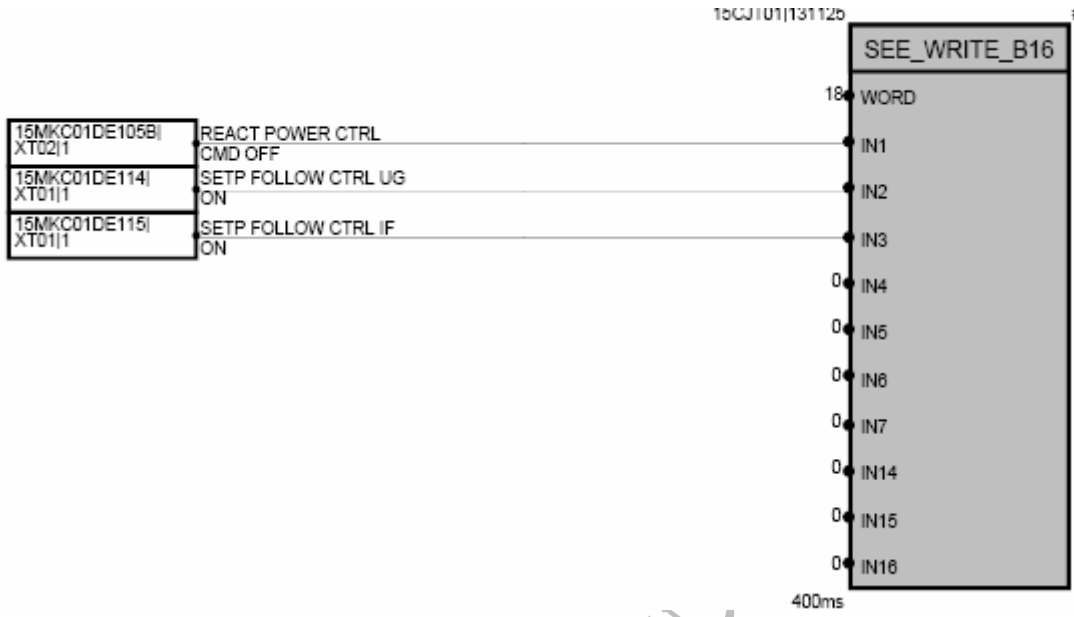 15CJT01|131125
SEE_WRITE_B16
18 WORD
15MKC01DE105B|
XT02|1
REACT POWER CTRL
CMD OFF
IN1
15MKC01DE114|
XT01|1
SETP FOLLOW CTRL UG
ON
IN2
15MKC01DE115|
XT01|1
SETP FOLLOW CTRL IF
ON
IN3
0 IN4
0 IN5
0 IN6
0 IN7
0 IN14
0 IN15
0 IN16
400ms